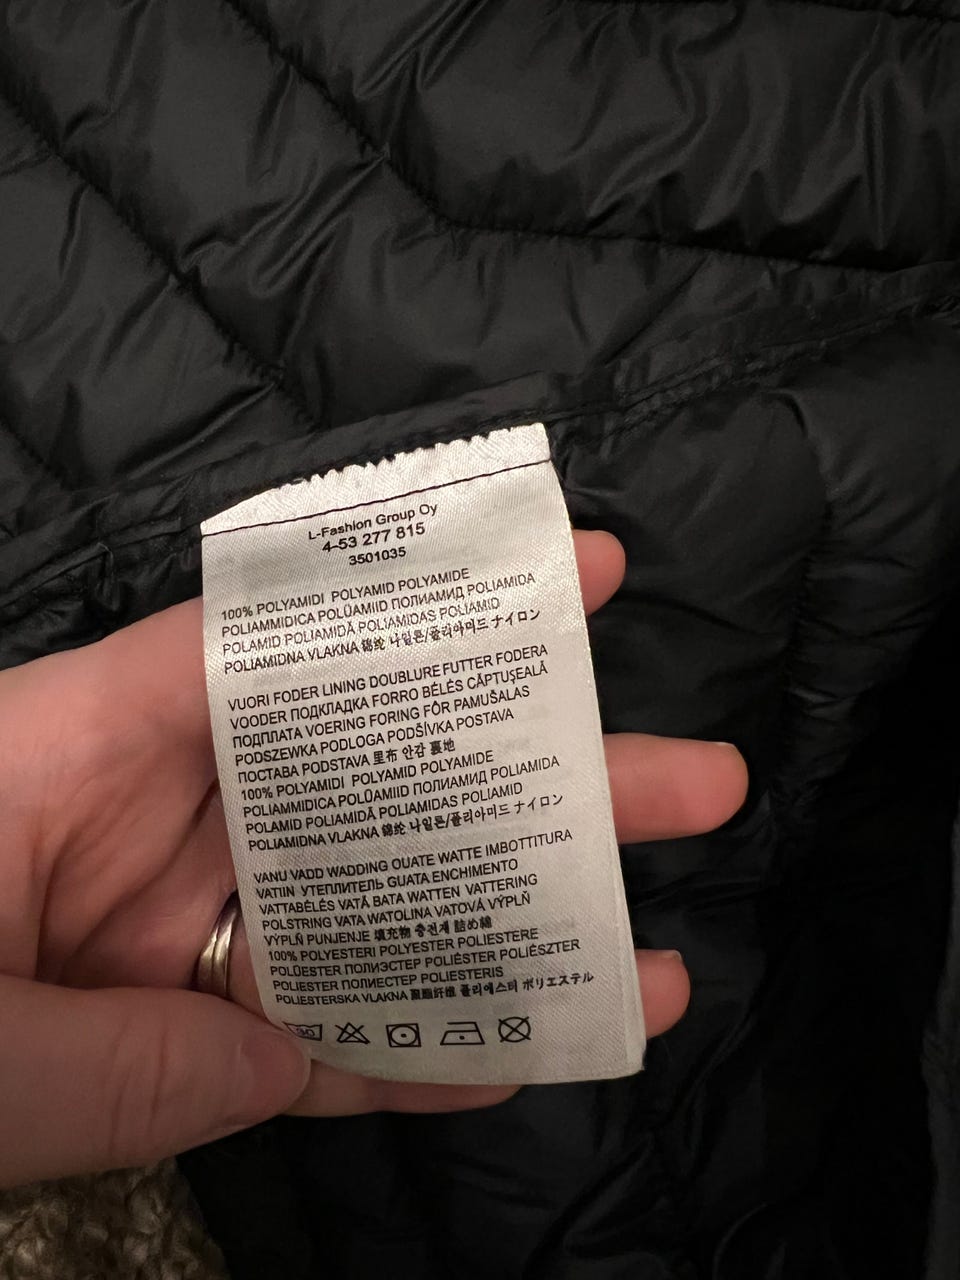 L-Fashion Group Oy
4-53 277 815
3501035
100% POLYAMIDI POLYAMID POLYAMIDE
POLIAMMIDICA POLÜAMIID ПОЛИАМИД POLIAMIDA
POLAMID POLIAMIDĂ POLIAMIDAS POLIAMID
POLIAMIDNA VLAKNA 錦纶 나일론/폴리아미드 ナイロン
VUORI FODER LINING DOUBLURE FUTTER FODERA
VOODER ПОДКЛАДКА FORRO BÉLÉS CĂPTUŞEALĂ
ПОДПЛАТА VOERING FORING FÔR PAMUŠALAS
PODSZEWKA PODLOGA PODŠÍVKA POSTAVA
ПОСТАВА PODSTAVA 里布 안감 裏地
100% POLYAMIDI POLYAMID POLYAMIDE
POLIAMMIDICA POLÜAMIID ПОЛИАМИД POLIAMIDA
POLAMID POLIAMIDĂ POLIAMIDAS POLIAMID
POLIAMIDNA VLAKNA 錦纶 나일론/폴리아미드 ナイロン
VANU VADD WADDING OUATE WATTE IMBOTTITURA
VATIIN УТЕПЛИТЕЛЬ GUATA ENCHIMENTO
VATTABÉLÉS VATĂ ВАТА WATTEN VATTERING
POLSTRING VATA WATOLINA VATOVÁ VÝPLŇ
VÝPLŇ PUNJENJE 填充物 충전재 詰め綿
100% POLYESTERI POLYESTER POLIESTERE
POLÜESTER ПОЛИЭСТЕР POLIÉSTER POLIÉSZTER
POLIESTER ПОЛИЕСТЕР POLIESTERIS
POLIESTERSKA VLAKNA 聚酯纤维 폴리에스터 ポリエステル
30